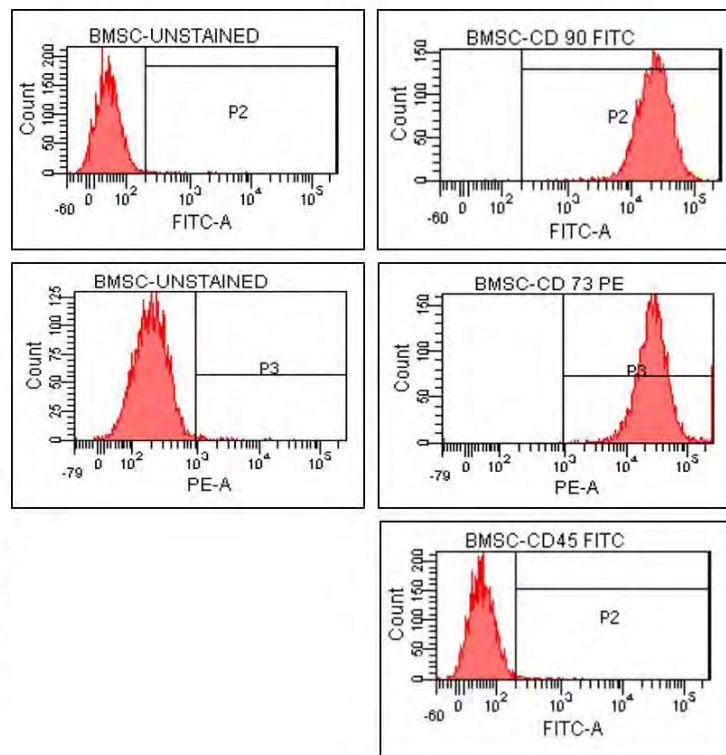 BMSC-UNSTAINED
Count
0 50 100 150 200
P2
-60 0 10² 10³ 10⁴ 10⁵
FITC-A
BMSC-CD 90 FITC
Count
0 50 100 150
P2
-60 0 10² 10³ 10⁴ 10⁵
FITC-A
BMSC-UNSTAINED
Count
0 25 50 75 100 125
P3
-79 0 10² 10³ 10⁴ 10⁵
PE-A
BMSC-CD 73 PE
Count
0 50 100 150
P3
-79 0 10² 10³ 10⁴ 10⁵
PE-A
BMSC-CD45 FITC
Count
0 50 100 150 200
P2
-60 0 10² 10³ 10⁴ 10⁵
FITC-A